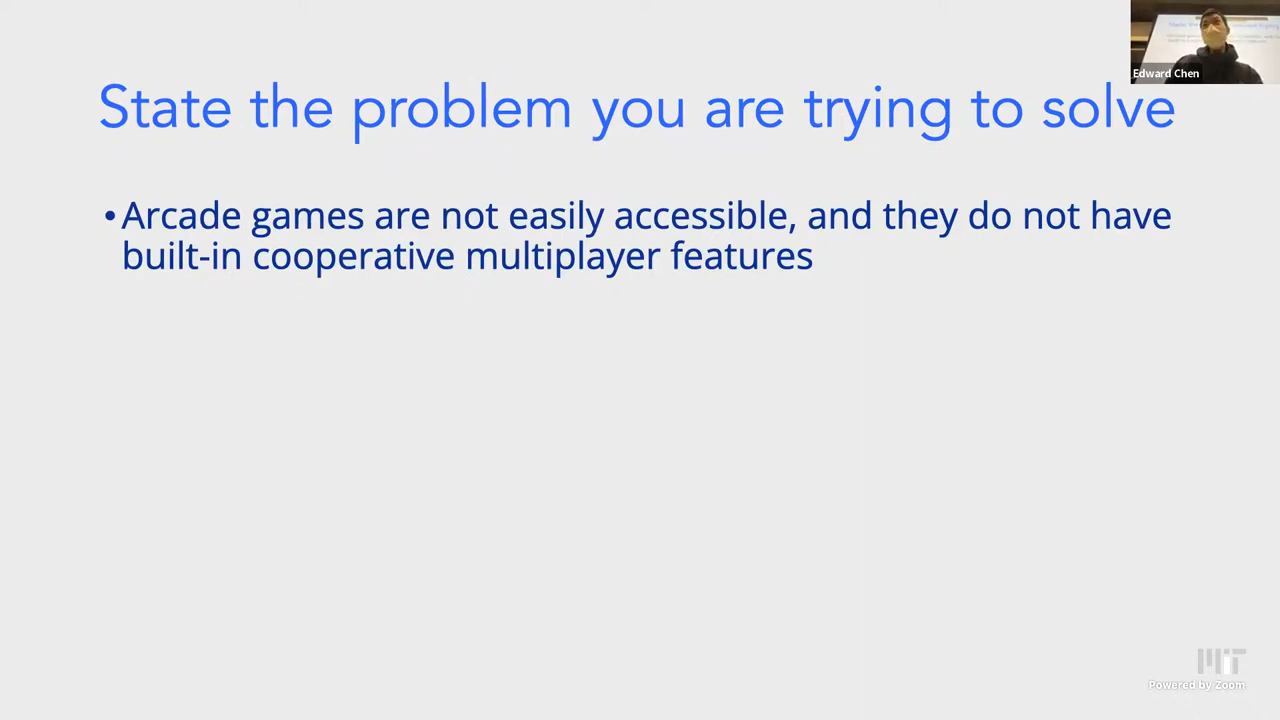 Edward Chen
State the problem you are trying to solve
•Arcade games are not easily accessible, and they do not have
built-in cooperative multiplayer features
MIT
Powered by Zoom